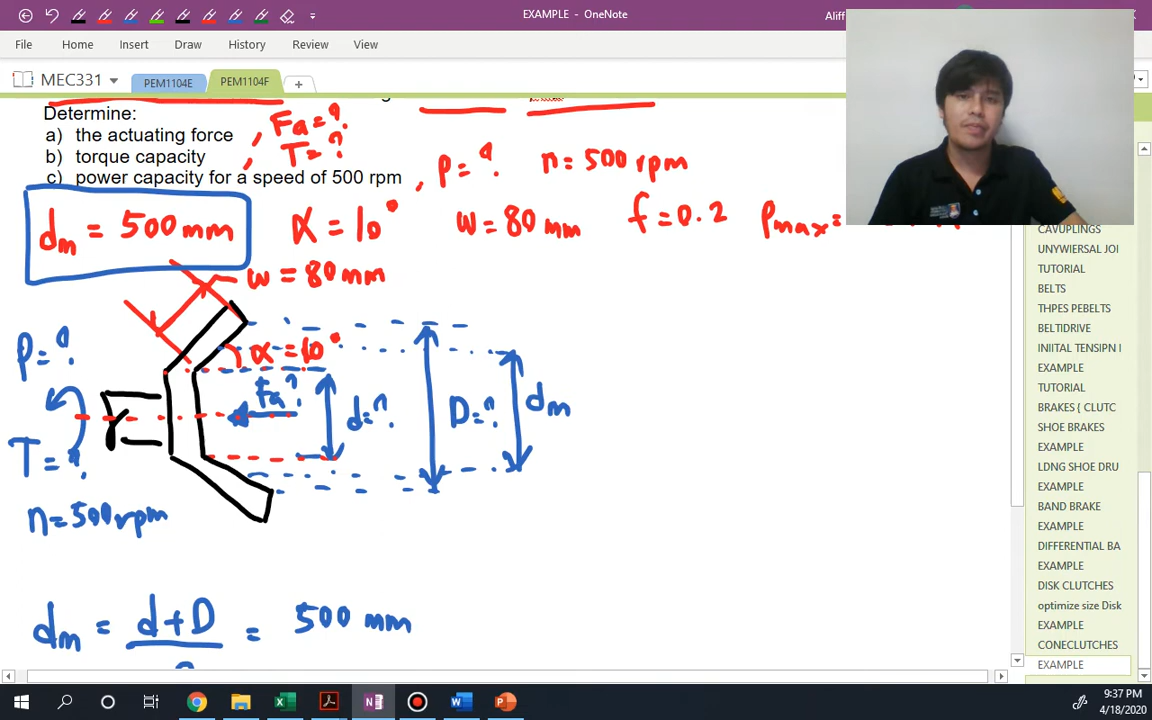 EXAMPLE - OneNote
Aliff
File Home Insert Draw History Review View
MEC331
PEM1104E
PEM1104F
Determine:
a) the actuating force
, Fa = ?
b) torque capacity
, T = ?
c) power capacity for a speed of 500 rpm
, P = ? n = 500 rpm
dm = 500 mm α = 10° w = 80 mm f = 0.2 Pmax =
w = 80 mm
P = ?
α = 10°
Fa?
d = ?
D = ?
dm
T = ?
n = 500 rpm
dm = d + D = 500 mm
CAVUPLINGS
UNYWIERSAL JOI
TUTORIAL
BELTS
THPES PEBELTS
BELTIDRIVE
INIITAL TENSIPN I
EXAMPLE
TUTORIAL
BRAKES ( CLUTC
SHOE BRAKES
EXAMPLE
LDNG SHOE DRU
EXAMPLE
BAND BRAKE
EXAMPLE
DIFFERENTIAL BA
EXAMPLE
DISK CLUTCHES
optimize size Disk
EXAMPLE
CONECLUTCHES
EXAMPLE
9:37 PM
4/18/2020